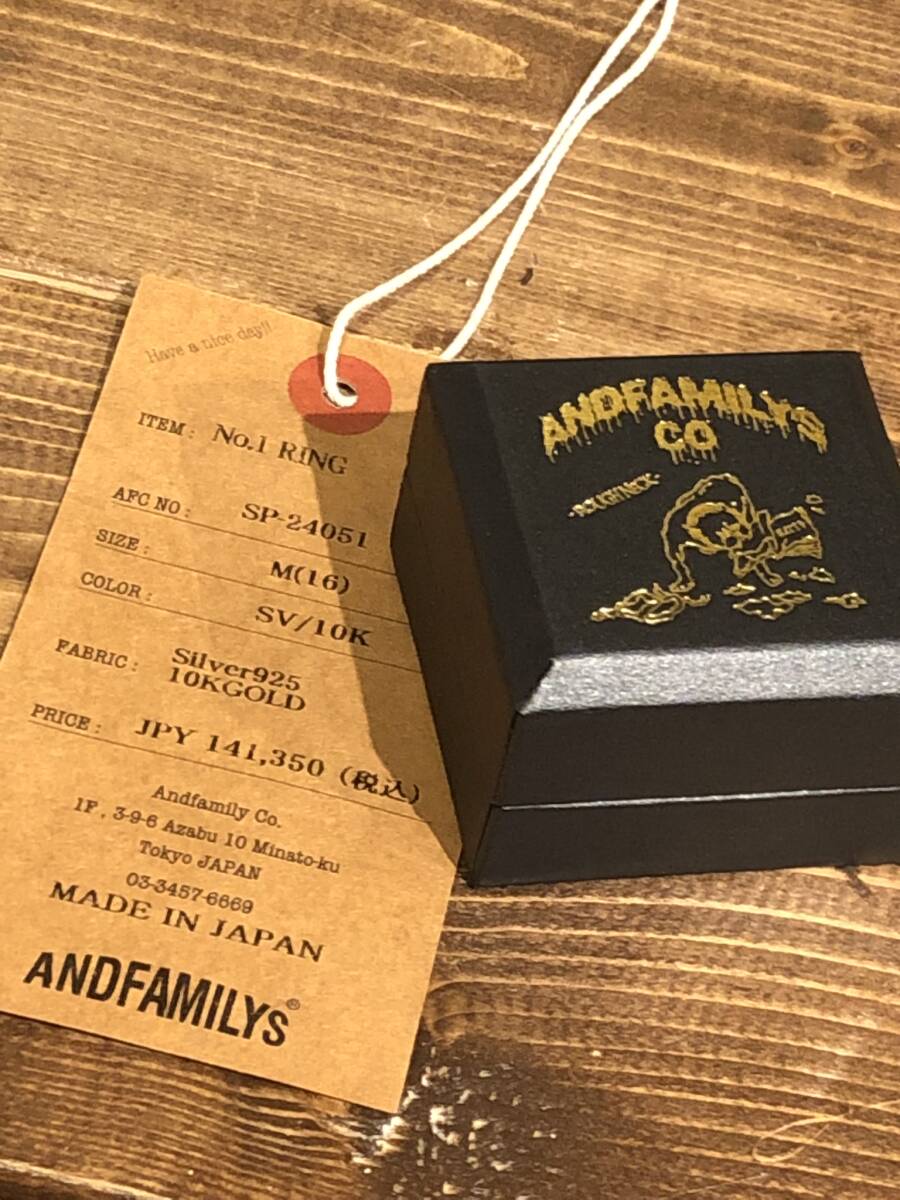 Have a nice day!!
ITEM : No.1 RING
AFC NO : SP-24051
SIZE : M(16)
COLOR : SV/10K
FABRIC : Silver925
10KGOLD
PRICE : JPY 141,350 (税込)
Andfamily Co.
1F , 3-9-6 Azabu 10 Minato-ku
Tokyo JAPAN
03-3457-6669
MADE IN JAPAN
ANDFAMILYS®
ANDFAMILYS
CO
-ROUGHNECK-